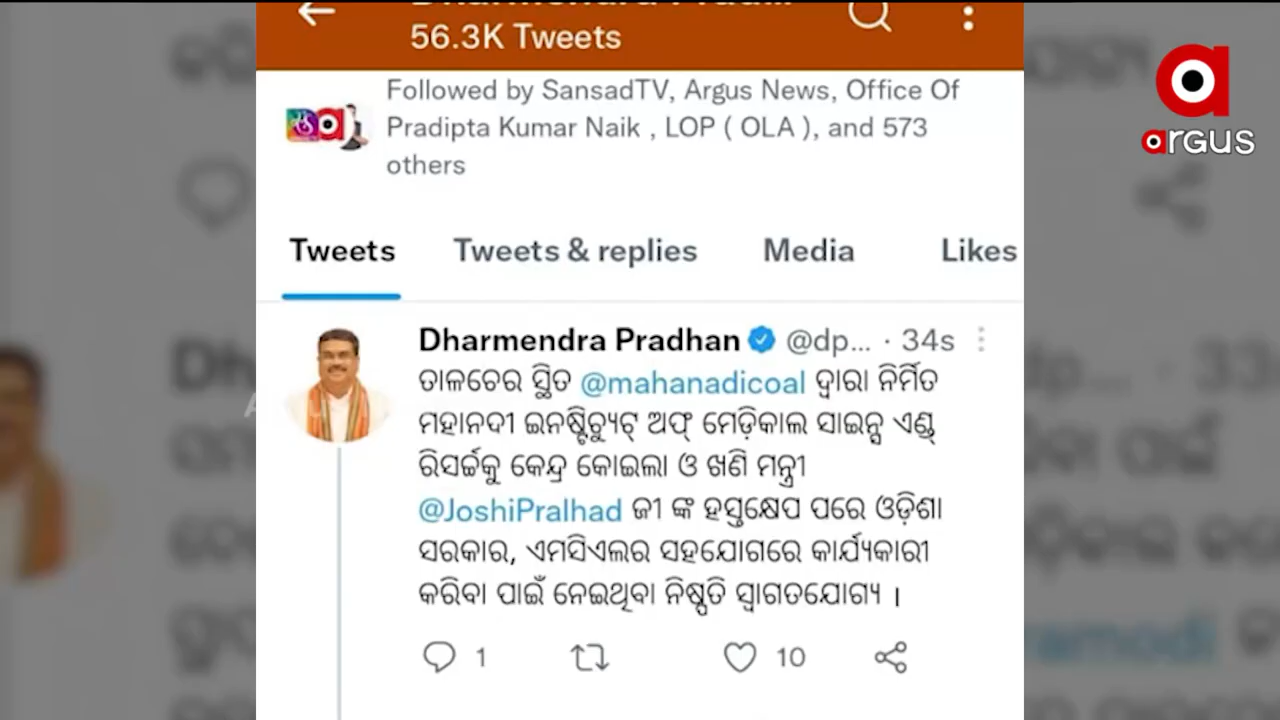 56.3K Tweets
argus
Followed by SansadTV, Argus News, Office Of
Pradipta Kumar Naik , LOP ( OLA ), and 573
others
Tweets Tweets & replies Media Likes
Dharmendra Pradhan @dp... · 34s
ତାଳଚେର ସ୍ଥିତ @mahanadicoal ଦ୍ୱାରା ନିର୍ମିତ
ମହାନଦୀ ଇନଷ୍ଟିଚ୍ୟୁଟ୍ ଅଫ୍ ମେଡ଼ିକାଲ ସାଇନ୍ସ ଏଣ୍ଡ
ରିସର୍ଚ୍ଚକୁ କେନ୍ଦ୍ର କୋଇଲା ଓ ଖଣି ମନ୍ତ୍ରୀ
@JoshiPralhad ଜୀ ଙ୍କ ହସ୍ତକ୍ଷେପ ପରେ ଓଡ଼ିଶା
ସରକାର, ଏମସିଏଲର ସହଯୋଗରେ କାର୍ଯ୍ୟକାରୀ
କରିବା ପାଇଁ ନେଇଥିବା ନିଷ୍ପତି ସ୍ୱାଗତଯୋଗ୍ୟ ।
1 10